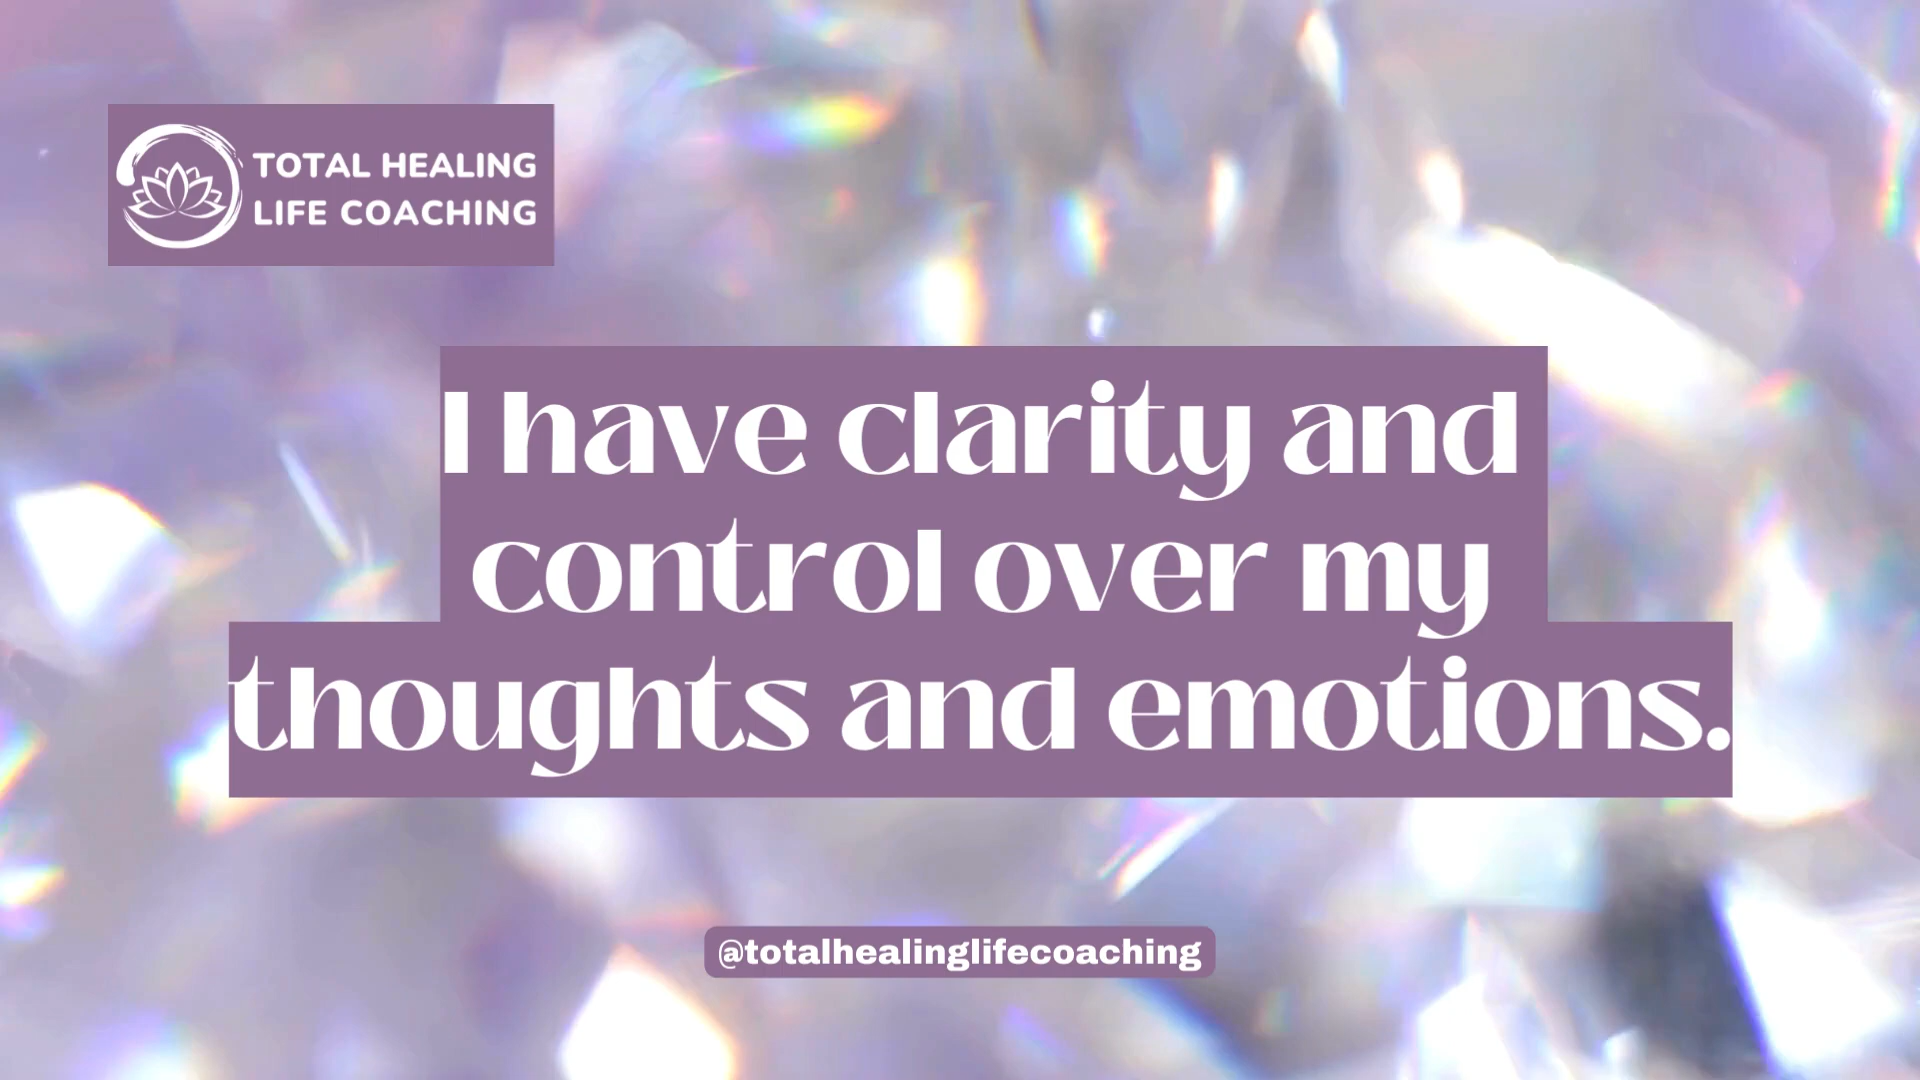 TOTAL HEALING
LIFE COACHING
I have clarity and
control over my
thoughts and emotions.
@totalhealinglifecoaching